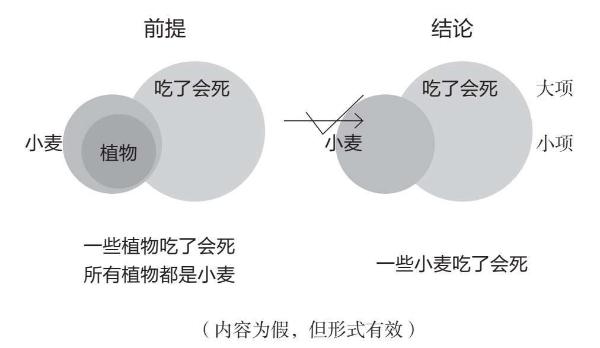 前提
结论
吃了会死
小麦
植物
吃了会死
大项
小麦
小项
一些植物吃了会死
所有植物都是小麦
一些小麦吃了会死
（内容为假，但形式有效）